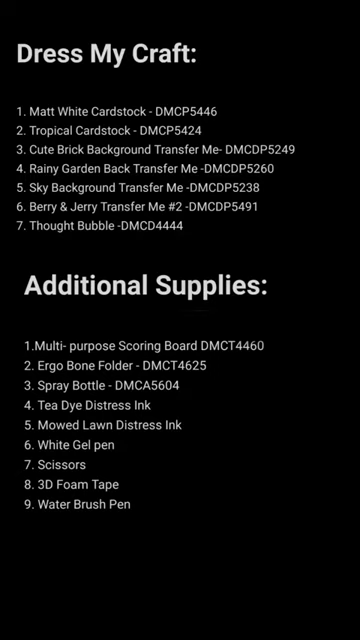 Dress My Craft:
1. Matt White Cardstock - DMCP5446
2. Tropical Cardstock - DMCP5424
3. Cute Brick Background Transfer Me- DMCDP5249
4. Rainy Garden Back Transfer Me -DMCDP5260
5. Sky Background Transfer Me -DMCDP5238
6. Berry & Jerry Transfer Me #2 -DMCDP5491
7. Thought Bubble -DMCD4444
Additional Supplies:
1.Multi- purpose Scoring Board DMCT4460
2. Ergo Bone Folder - DMCT4625
3. Spray Bottle - DMCA5604
4. Tea Dye Distress Ink
5. Mowed Lawn Distress Ink
6. White Gel pen
7. Scissors
8. 3D Foam Tape
9. Water Brush Pen